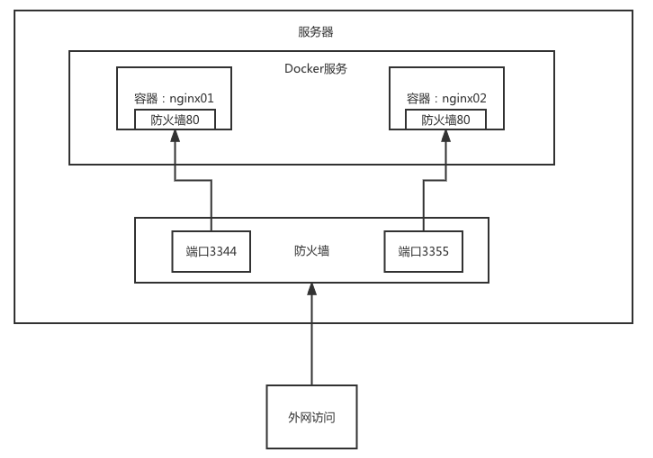 服务器
Docker服务
容器：nginx01
防火墙80
容器：nginx02
防火墙80
端口3344
防火墙
端口3355
外网访问